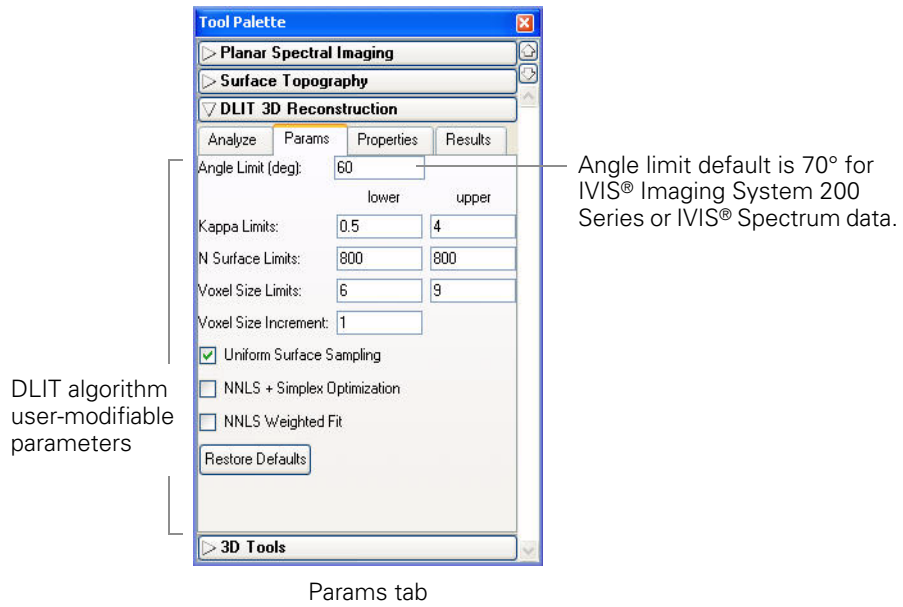 Tool Palette
Planar Spectral Imaging
Surface Topography
DLIT 3D Reconstruction
Analyze Params Properties Results
Angle Limit (deg): 60
lower upper
Kappa Limits: 0.5 4
N Surface Limits: 800 800
Voxel Size Limits: 6 9
Voxel Size Increment: 1
Uniform Surface Sampling
NNLS + Simplex Optimization
NNLS Weighted Fit
Restore Defaults
3D Tools
Angle limit default is 70° for
IVIS® Imaging System 200
Series or IVIS® Spectrum data.
DLIT algorithm
user-modifiable
parameters
Params tab